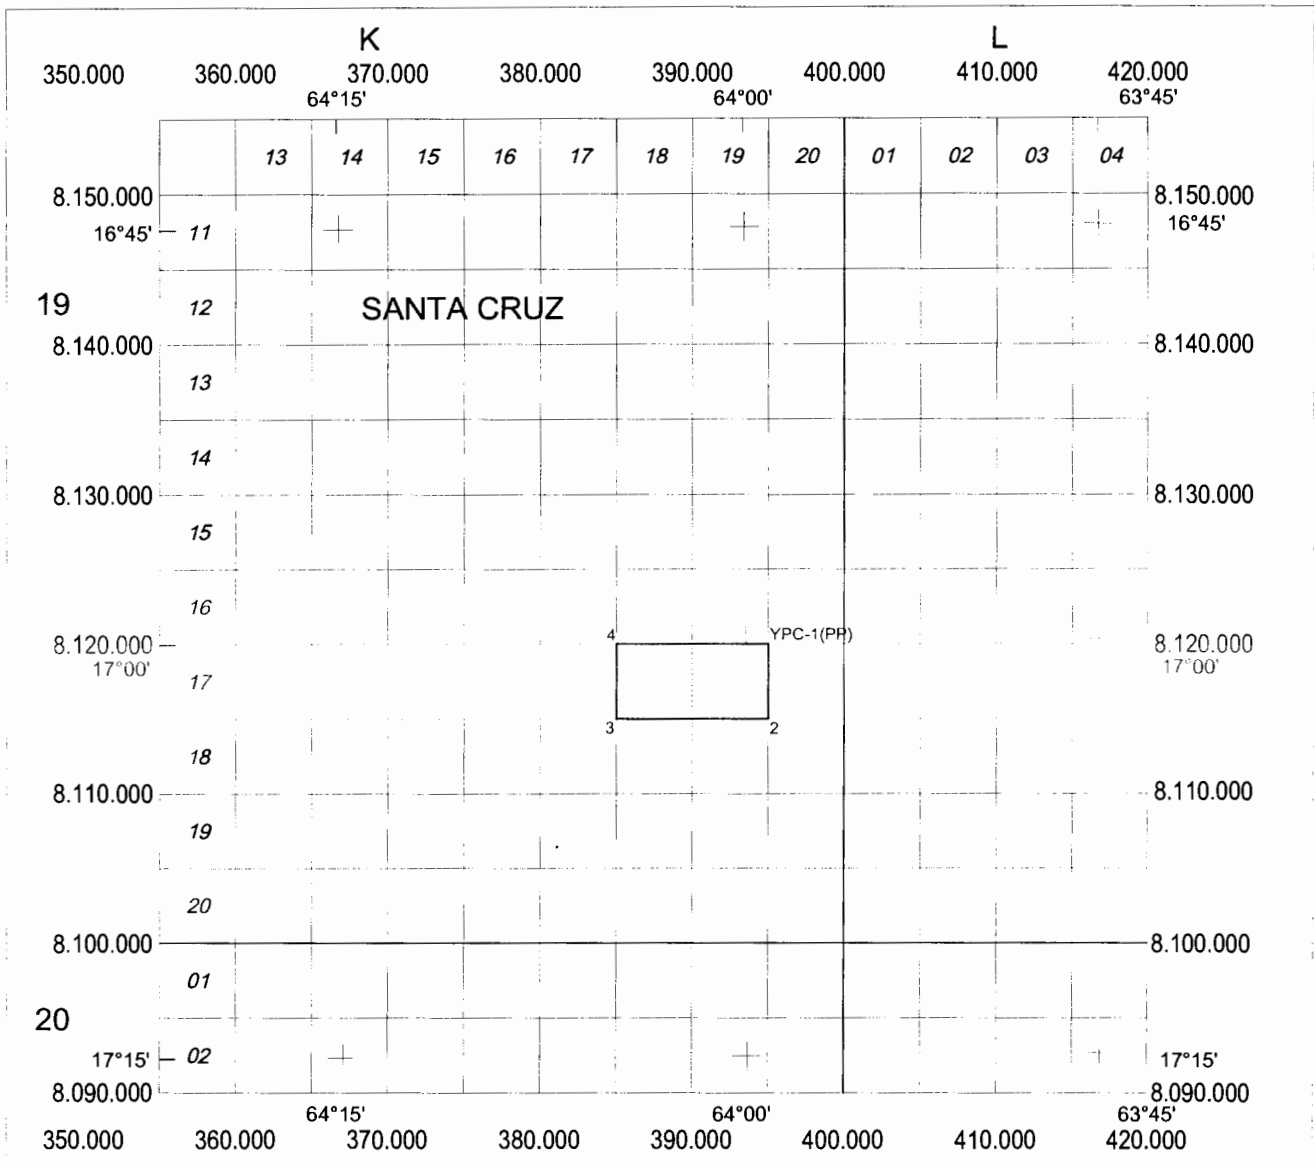 K L
350.000 360.000 370.000 380.000 390.000 400.000 410.000 420.000
64°15' 64°00' 63°45'
13 14 15 16 17 18 19 20 01 02 03 04
8.150.000 8.150.000
16°45' 11 16°45'
19 12 SANTA CRUZ
8.140.000 8.140.000
13
14
8.130.000 8.130.000
15
16
4 YPC-1(PP)
8.120.000 8.120.000
17°00' 17°00'
17
3 2
18
8.110.000 8.110.000
19
20
8.100.000 8.100.000
01
20
17°15' 02 17°15'
8.090.000 8.090.000
64°15' 64°00' 63°45'
350.000 360.000 370.000 380.000 390.000 400.000 410.000 420.000